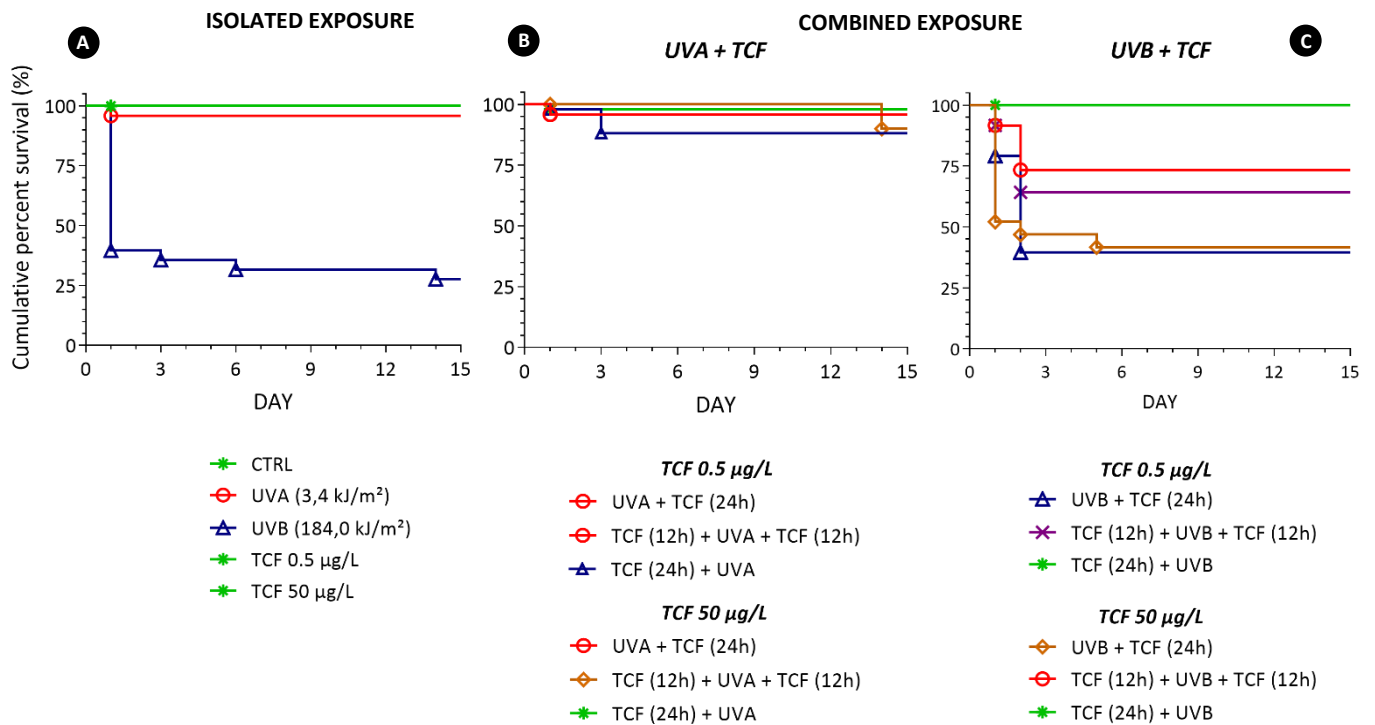 ISOLATED EXPOSURE
COMBINED EXPOSURE
A
B
UVA + TCF
UVB + TCF
C
Cumulative percent survival (%)
100
75
50
25
0
0 3 6 9 12 15
DAY
100
75
50
25
0
0 3 6 9 12 15
DAY
100
75
50
25
0
0 3 6 9 12 15
DAY
CTRL
UVA (3,4 kJ/m²)
UVB (184,0 kJ/m²)
TCF 0.5 µg/L
TCF 50 µg/L
TCF 0.5 µg/L
UVA + TCF (24h)
TCF (12h) + UVA + TCF (12h)
TCF (24h) + UVA
TCF 50 µg/L
UVA + TCF (24h)
TCF (12h) + UVA + TCF (12h)
TCF (24h) + UVA
TCF 0.5 µg/L
UVB + TCF (24h)
TCF (12h) + UVB + TCF (12h)
TCF (24h) + UVB
TCF 50 µg/L
UVB + TCF (24h)
TCF (12h) + UVB + TCF (12h)
TCF (24h) + UVB